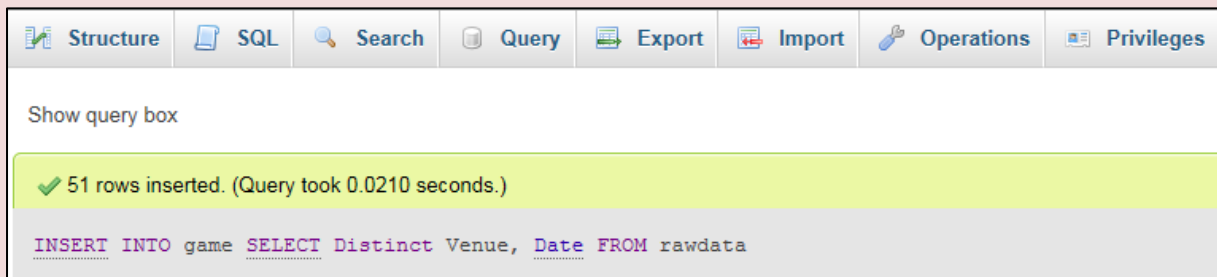 Structure SQL Search Query Export Import Operations Privileges
Show query box
51 rows inserted. (Query took 0.0210 seconds.)
INSERT INTO game SELECT Distinct Venue, Date FROM rawdata